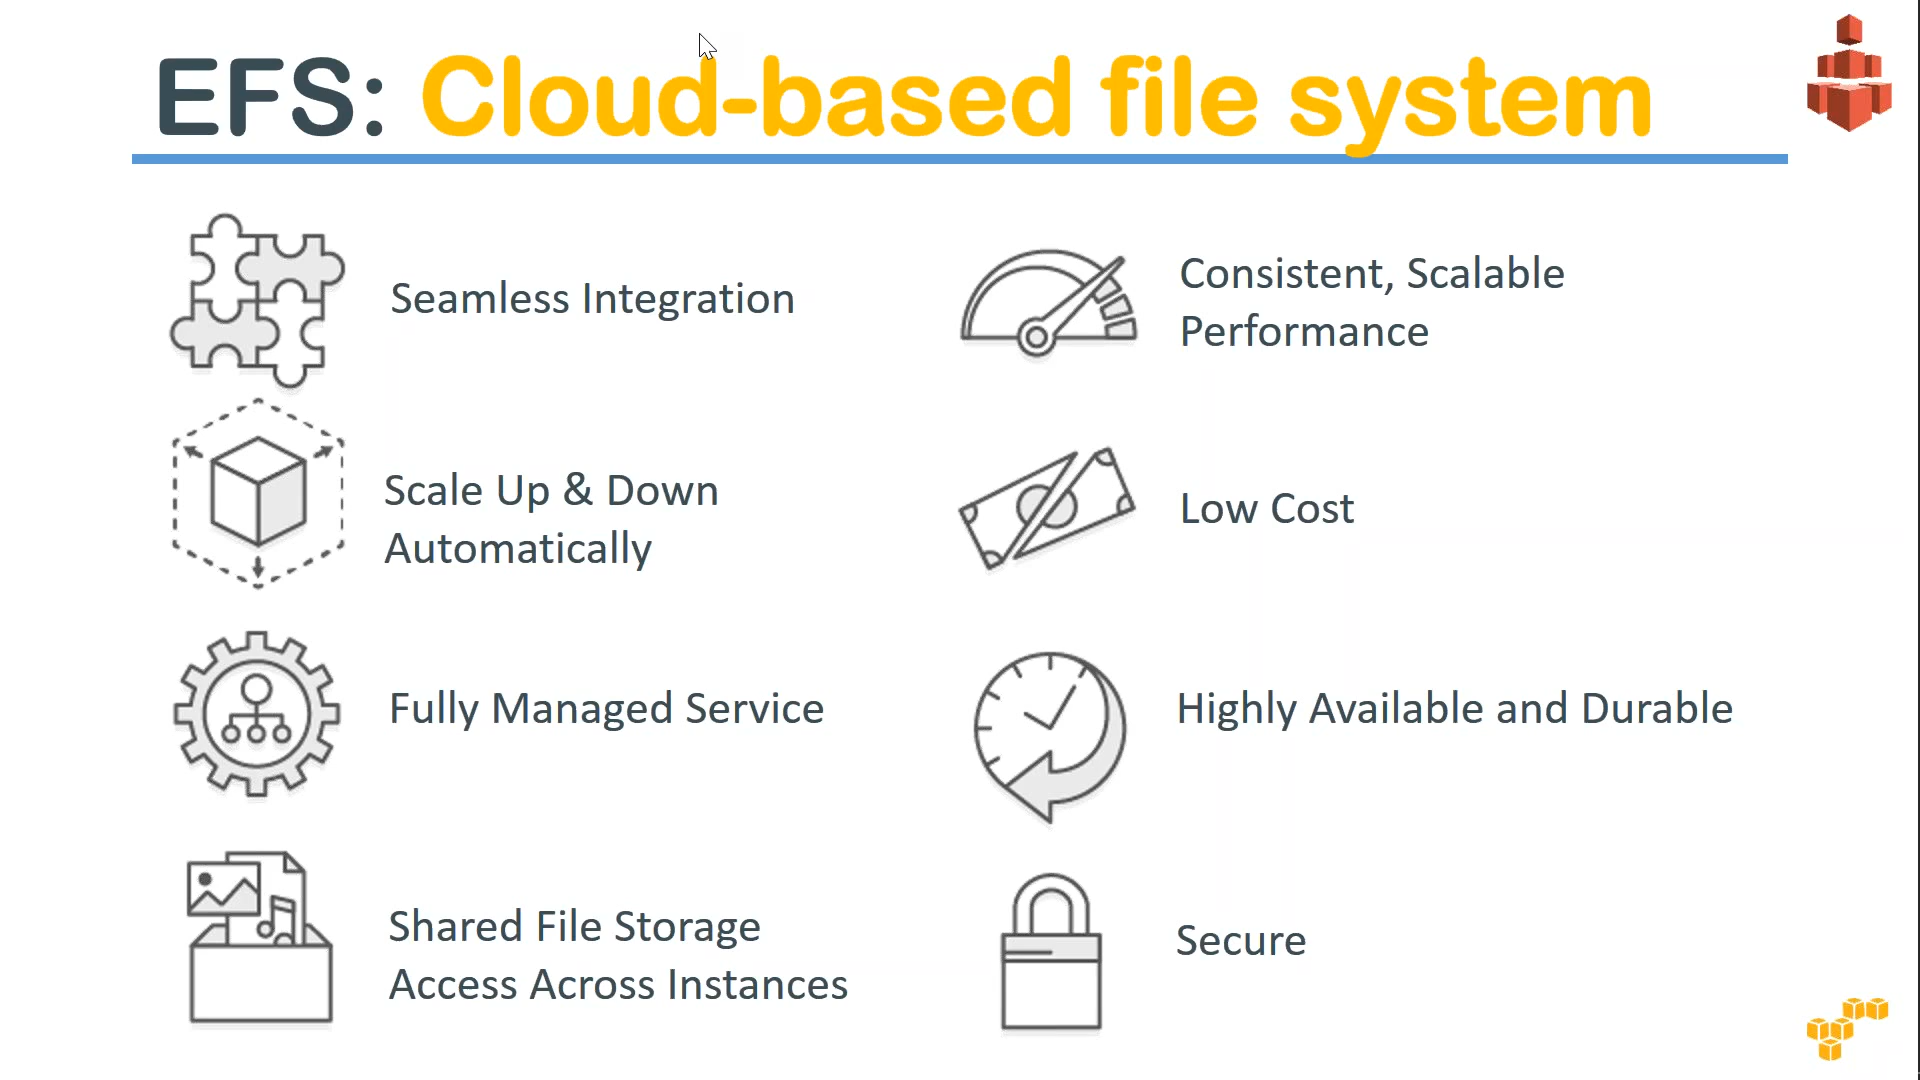 EFS: Cloud-based file system
Seamless Integration
Scale Up & Down
Automatically
Fully Managed Service
Shared File Storage
Access Across Instances
Consistent, Scalable
Performance
Low Cost
Highly Available and Durable
Secure